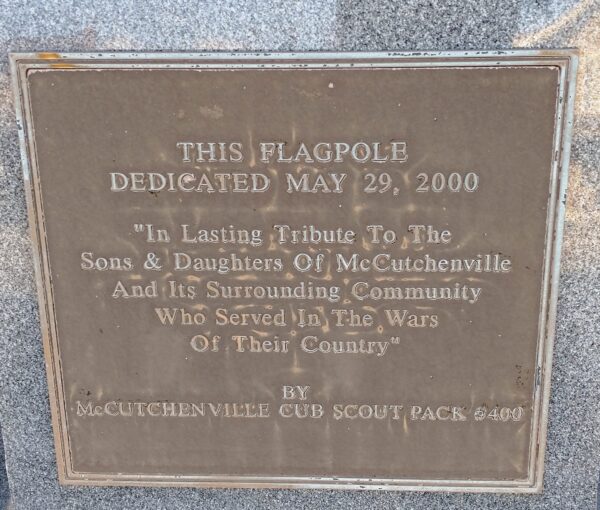 THIS FLAGPOLE
DEDICATED MAY 29, 2000
"In Lasting Tribute To The
Sons & Daughters Of McCutchenville
And Its Surrounding Community
Who Served In The Wars
Of Their Country"
BY
McCUTCHENVILLE CUB SCOUT PACK #400